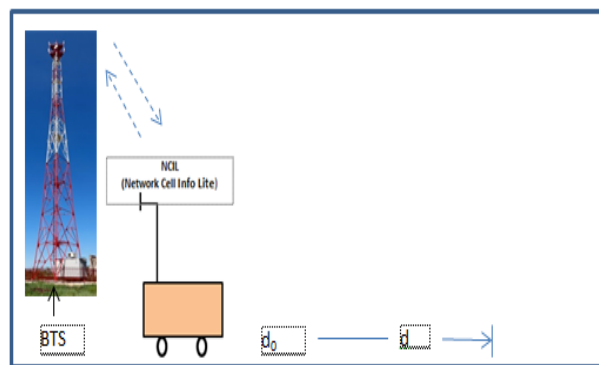 NCIL
(Network Cell Info Lite)
BTS
d₀ d